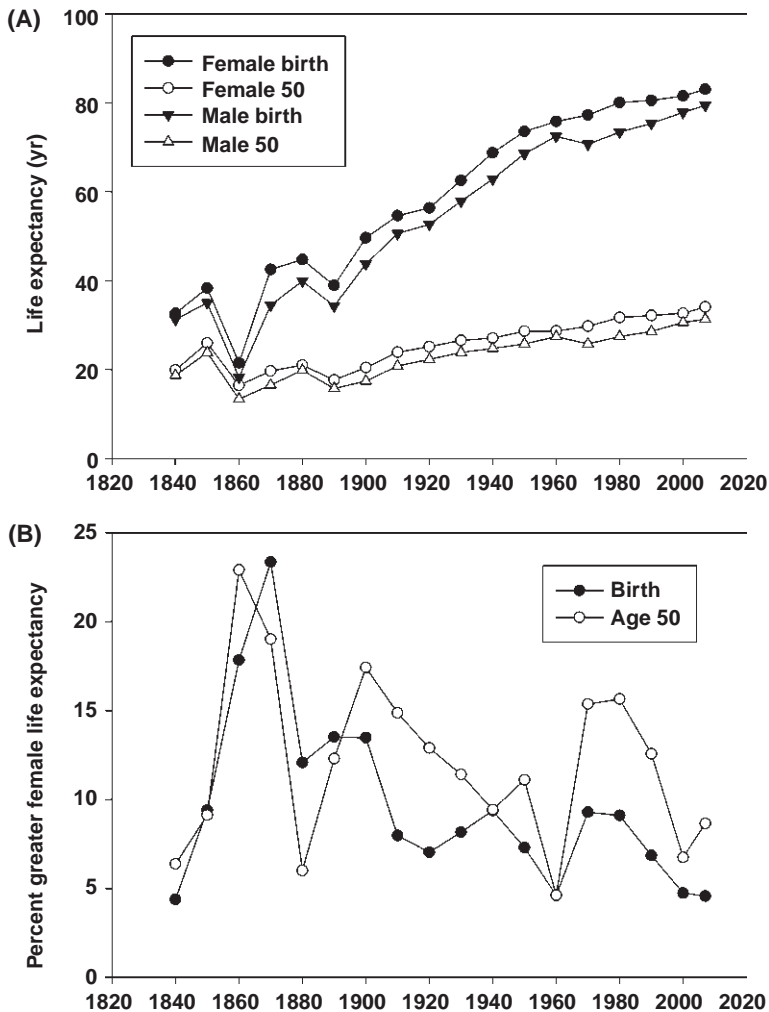 (A)
100
80
60
40
20
0
Life expectancy (yr)
Female birth
Female 50
Male birth
Male 50
1820 1840 1860 1880 1900 1920 1940 1960 1980 2000 2020
(B)
25
20
15
10
5
0
Percent greater female life expectancy
Birth
Age 50
1820 1840 1860 1880 1900 1920 1940 1960 1980 2000 2020